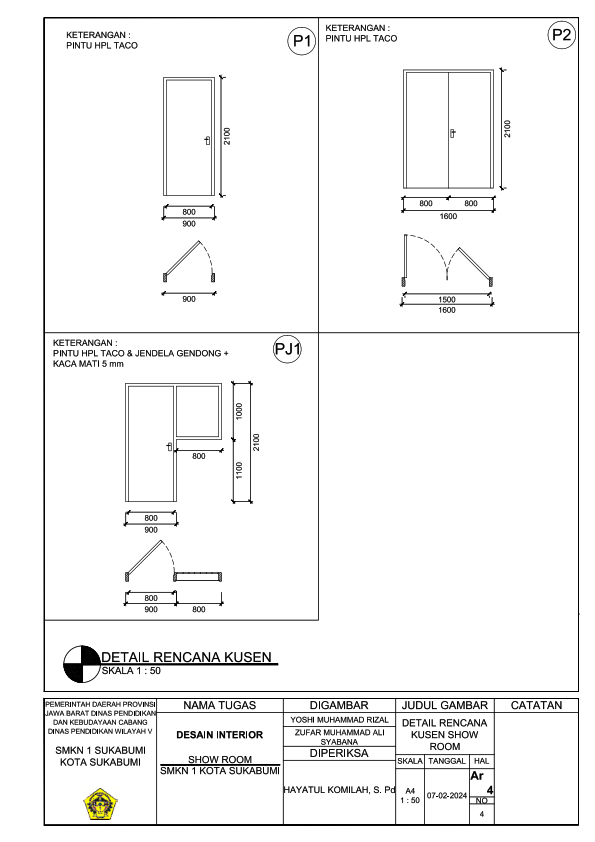 KETERANGAN :
PINTU HPL TACO
P1
2100
800
900
900
KETERANGAN :
PINTU HPL TACO
P2
2100
800
800
1600
1500
1600
KETERANGAN :
PINTU HPL TACO & JENDELA GENDONG +
KACA MATI 5 mm
PJ1
1000
2100
1100
800
800
900
800
900
800
DETAIL RENCANA KUSEN
SKALA 1 : 50
PEMERINTAH DAERAH PROVINSI
JAWA BARAT DINAS PENDIDIKAN
DAN KEBUDAYAAN CABANG
DINAS PENDIDIKAN WILAYAH V
SMKN 1 SUKABUMI
KOTA SUKABUMI
NAMA TUGAS
DESAIN INTERIOR
SHOW ROOM
SMKN 1 KOTA SUKABUMI
DIGAMBAR
YOSHI MUHAMMAD RIZAL
ZUFAR MUHAMMAD ALI
SYABANA
DIPERIKSA
HAYATUL KOMILAH, S. Pd
JUDUL GAMBAR
DETAIL RENCANA
KUSEN SHOW
ROOM
SKALA
A4
1 : 50
TANGGAL
07-02-2024
HAL
Ar
4
NO
4
CATATAN